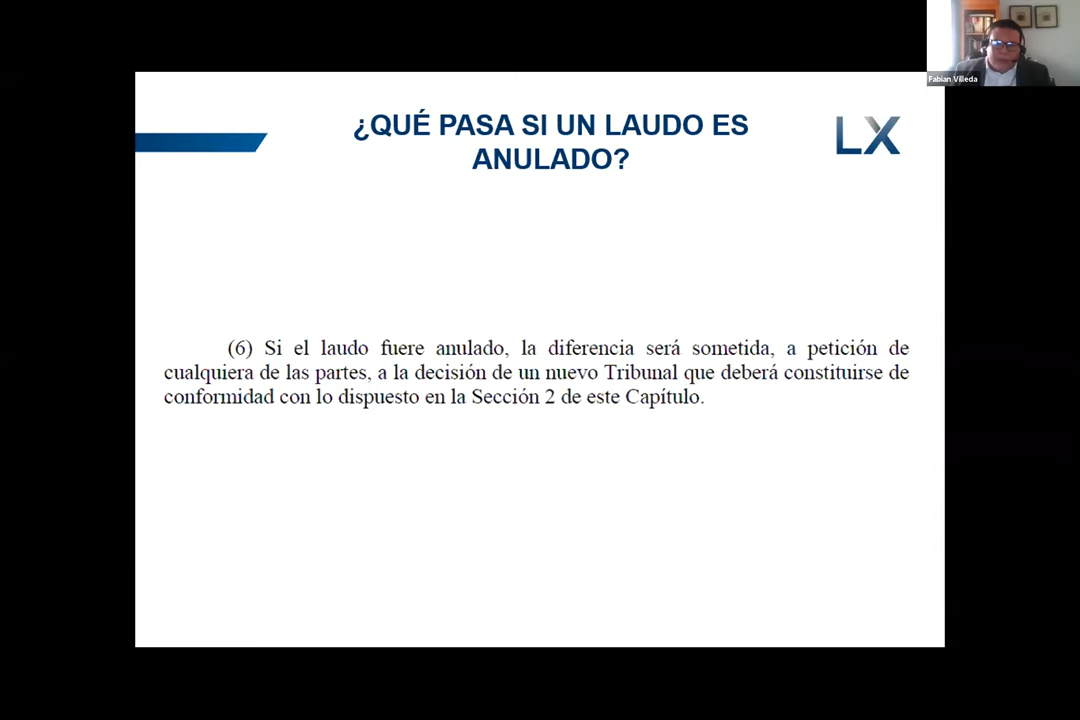 Fabian Villeda
¿QUÉ PASA SI UN LAUDO ES
ANULADO?
LX
(6) Si el laudo fuere anulado, la diferencia será sometida, a petición de
cualquiera de las partes, a la decisión de un nuevo Tribunal que deberá constituirse de
conformidad con lo dispuesto en la Sección 2 de este Capítulo.